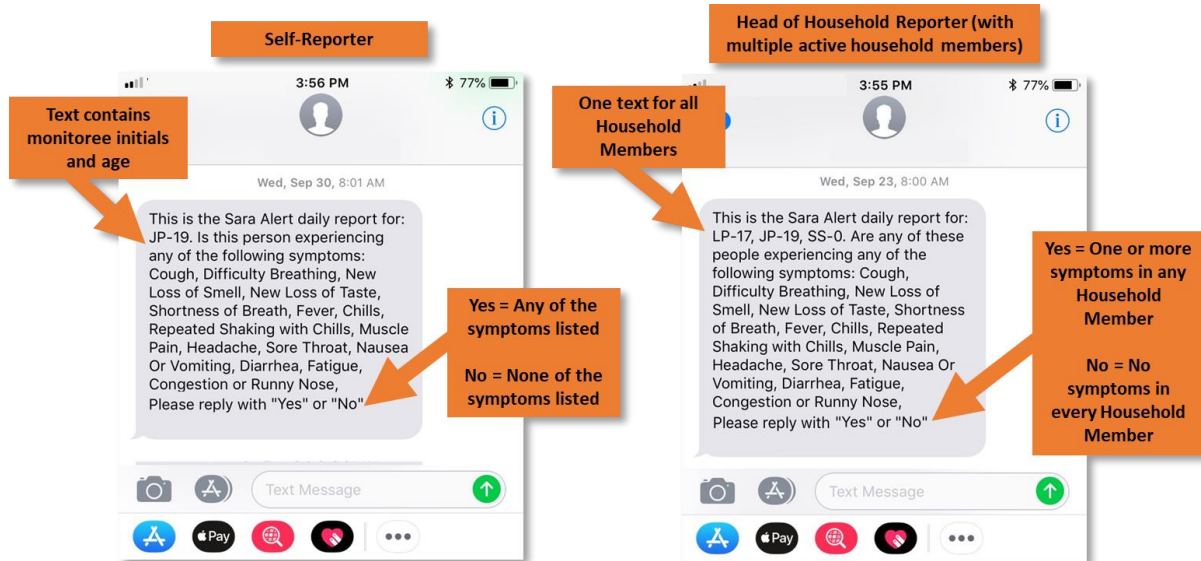 Self-Reporter
3:56 PM
77%
Text contains
monitoree initials
and age
i
Wed, Sep 30, 8:01 AM
This is the Sara Alert daily report for:
JP-19. Is this person experiencing
any of the following symptoms:
Cough, Difficulty Breathing, New
Loss of Smell, New Loss of Taste,
Shortness of Breath, Fever, Chills,
Repeated Shaking with Chills, Muscle
Pain, Headache, Sore Throat, Nausea
Or Vomiting, Diarrhea, Fatigue,
Congestion or Runny Nose,
Please reply with "Yes" or "No"
Yes = Any of the
symptoms listed
No = None of the
symptoms listed
Text Message
Pay
Head of Household Reporter (with
multiple active household members)
3:55 PM
77%
One text for all
Household
Members
i
Wed, Sep 23, 8:00 AM
This is the Sara Alert daily report for:
LP-17, JP-19, SS-0. Are any of these
people experiencing any of the
following symptoms: Cough,
Difficulty Breathing, New Loss of
Smell, New Loss of Taste, Shortness
of Breath, Fever, Chills, Repeated
Shaking with Chills, Muscle Pain,
Headache, Sore Throat, Nausea Or
Vomiting, Diarrhea, Fatigue,
Congestion or Runny Nose,
Please reply with "Yes" or "No"
Yes = One or more
symptoms in any
Household
Member
No = No
symptoms in
every Household
Member
Text Message
Pay